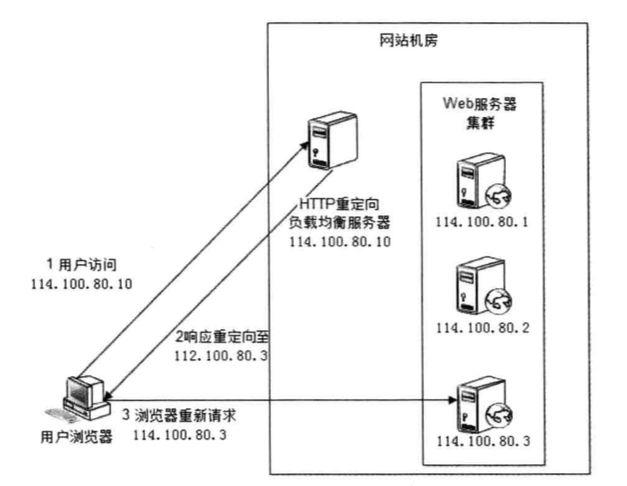 网站机房
Web服务器
集群
114.100.80.1
HTTP重定向
负载均衡服务器
114.100.80.10
1 用户访问
114.100.80.10
114.100.80.2
2响应重定向至
112.100.80.3
用户浏览器
3 浏览器重新请求
114.100.80.3
114.100.80.3